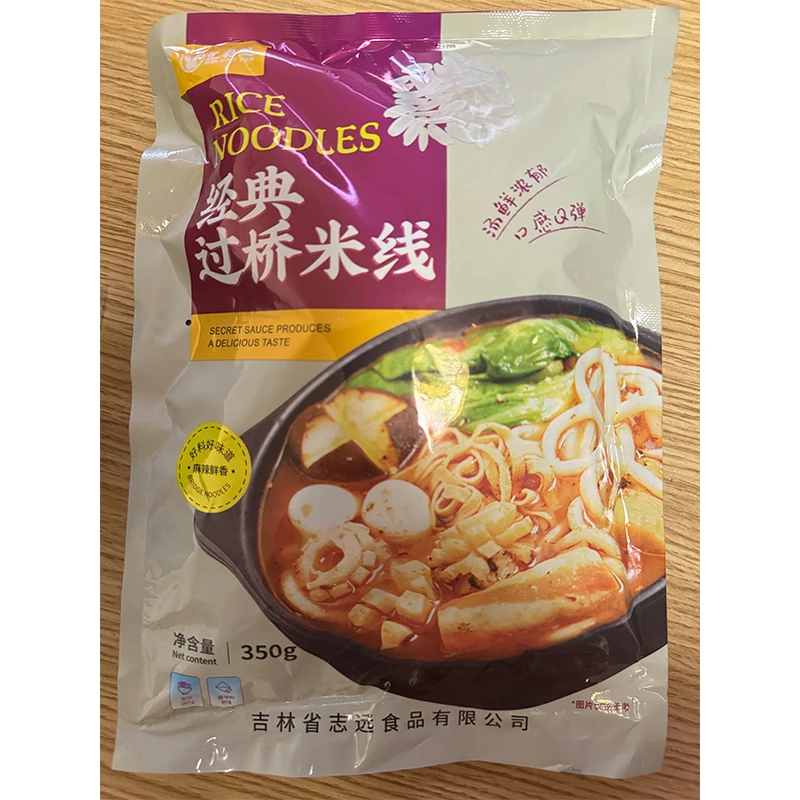 RICE
NOODLES
经典
过桥米线
汤鲜浓郁
口感Q弹
SECRET SAUCE PRODUCES
A DELICIOUS TASTE
好料好味道
麻辣鲜香
BRIDGE NOODLES
净含量
Net content
350g
吉林省志远食品有限公司